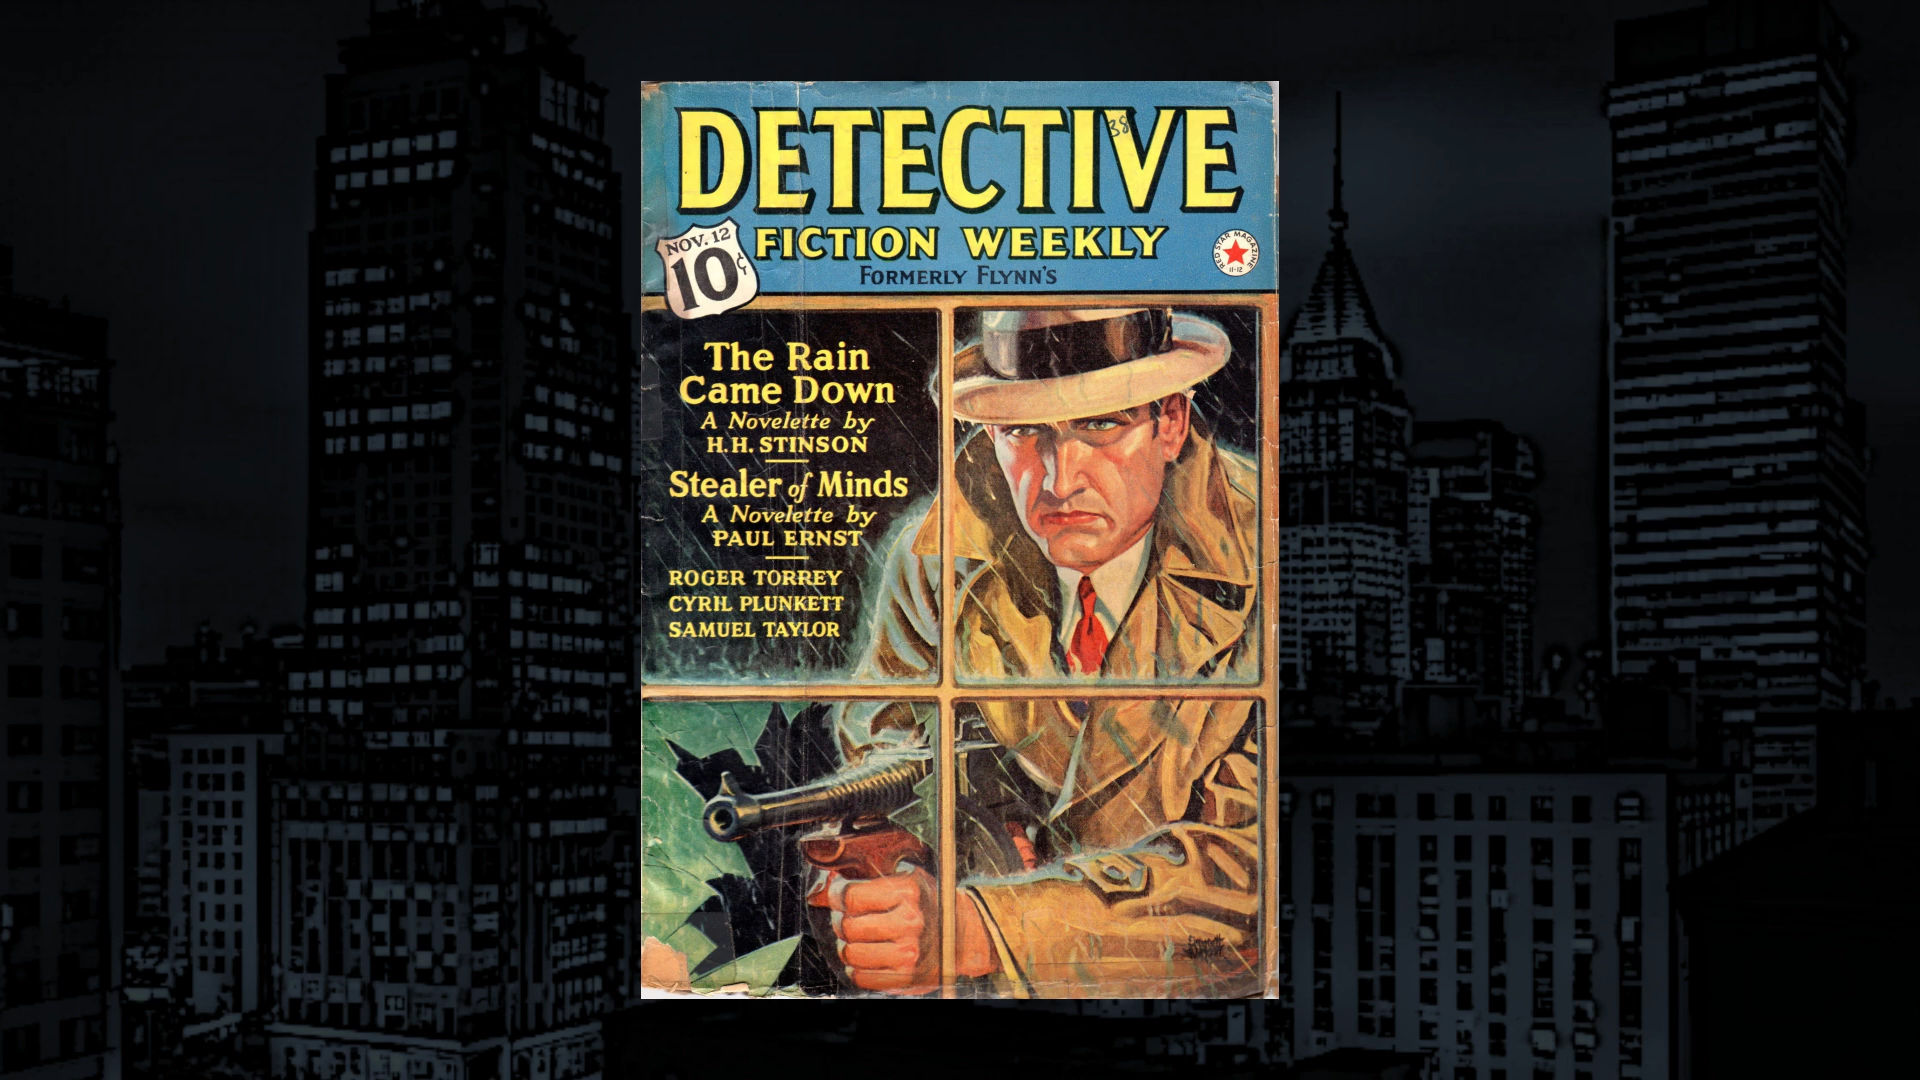 DETECTIVE
38
FICTION WEEKLY
FORMERLY FLYNN'S
NOV. 12
10¢
RED STAR MAGAZINE
11-12
The Rain
Came Down
A Novelette by
H.H. STINSON
Stealer of Minds
A Novelette by
PAUL ERNST
ROGER TORREY
CYRIL PLUNKETT
SAMUEL TAYLOR